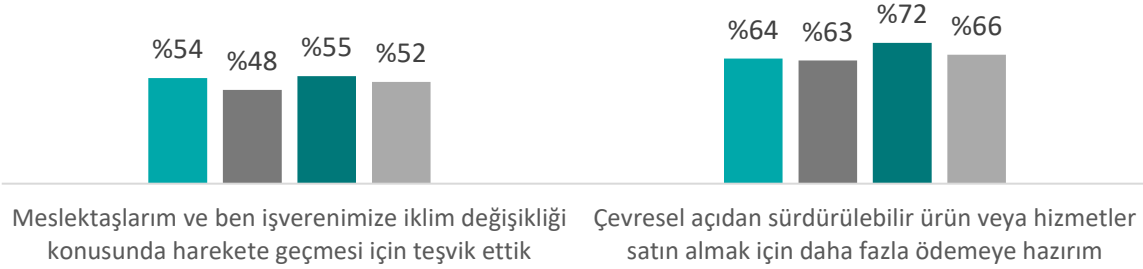 %54
%48
%55
%52
%64
%63
%72
%66
Meslektaşlarım ve ben işverenimize iklim değişikliği
konusunda harekete geçmesi için teşvik ettik
Çevresel açıdan sürdürülebilir ürün veya hizmetler
satın almak için daha fazla ödemeye hazırım